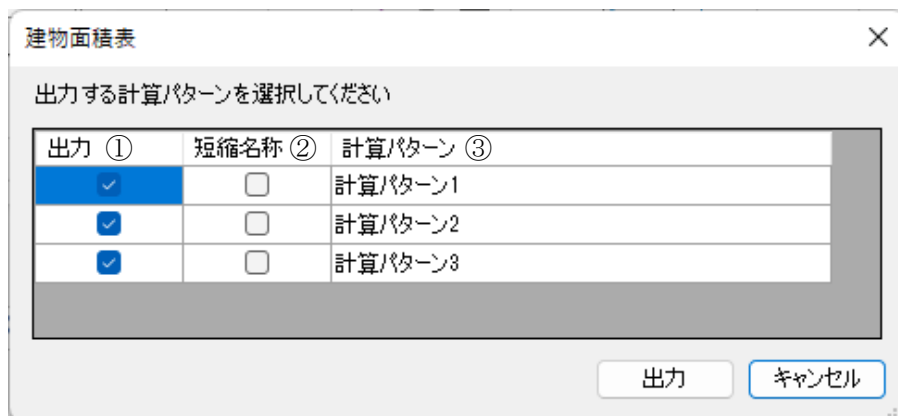 建物面積表
出力する計算パターンを選択してください
出力 ① 短縮名称 ② 計算パターン ③
計算パターン1
計算パターン2
計算パターン3
出力 キャンセル